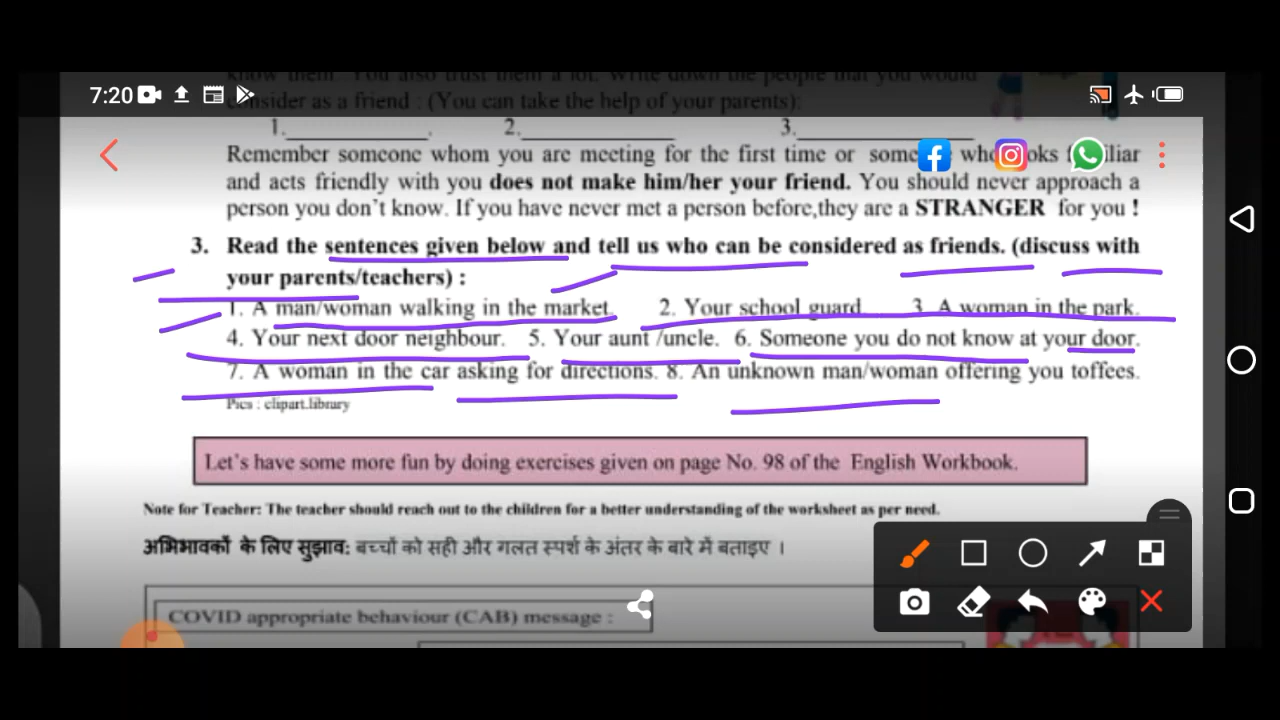 know them. You also trust them a lot. Write down the people that you would
7:20
consider as a friend : (You can take the help of your parents):
1.______________. 2.________________ 3.__________________
Remember someone whom you are meeting for the first time or some who oks iliar
and acts friendly with you does not make him/her your friend. You should never approach a
person you don't know. If you have never met a person before,they are a STRANGER for you !
3. Read the sentences given below and tell us who can be considered as friends. (discuss with
your parents/teachers) :
1. A man/woman walking in the market. 2. Your school guard 3. A woman in the park.
4. Your next door neighbour. 5. Your aunt /uncle. 6. Someone you do not know at your door.
7. A woman in the car asking for directions. 8. An unknown man/woman offering you toffees.
Pics : clipart.library
Let's have some more fun by doing exercises given on page No. 98 of the English Workbook.
Note for Teacher: The teacher should reach out to the children for a better understanding of the worksheet as per need.
अभिभावकों के लिए सुझाव: बच्चों को सही और गलत स्पर्श के अंतर के बारे में बताइए ।
COVID appropriate behaviour (CAB) message :